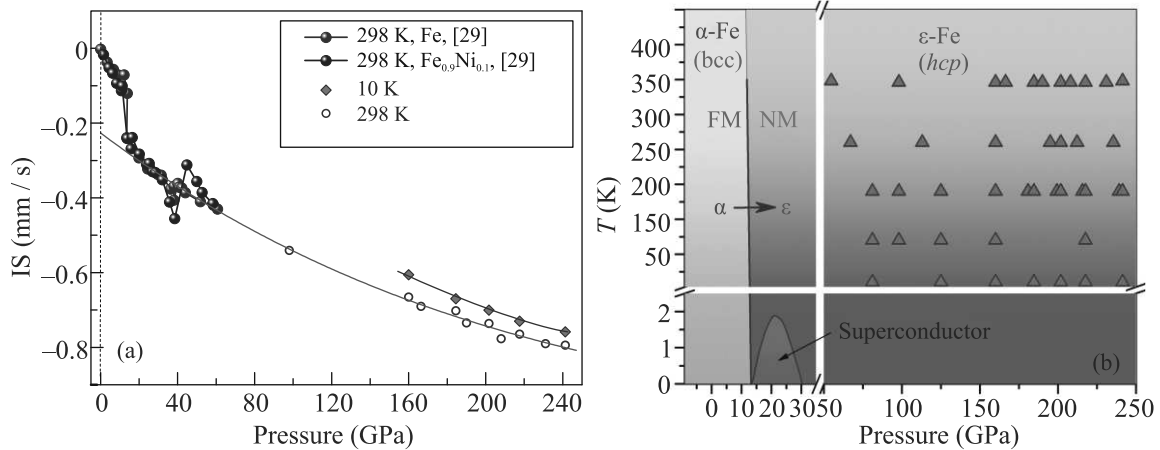 298 K, Fe, [29]
298 K, Fe0.9Ni0.1, [29]
10 K
298 K
0
–0.2
–0.4
–0.6
–0.8
IS (mm / s)
(a)
0 40 80 120 160 200 240
Pressure (GPa)
α-Fe
(bcc)
ε-Fe
(hcp)
FM
NM
α
ε
400
350
300
250
200
150
50
2
1
0
T (K)
Superconductor
(b)
0 10 20 30 50 100 150 200 250
Pressure (GPa)